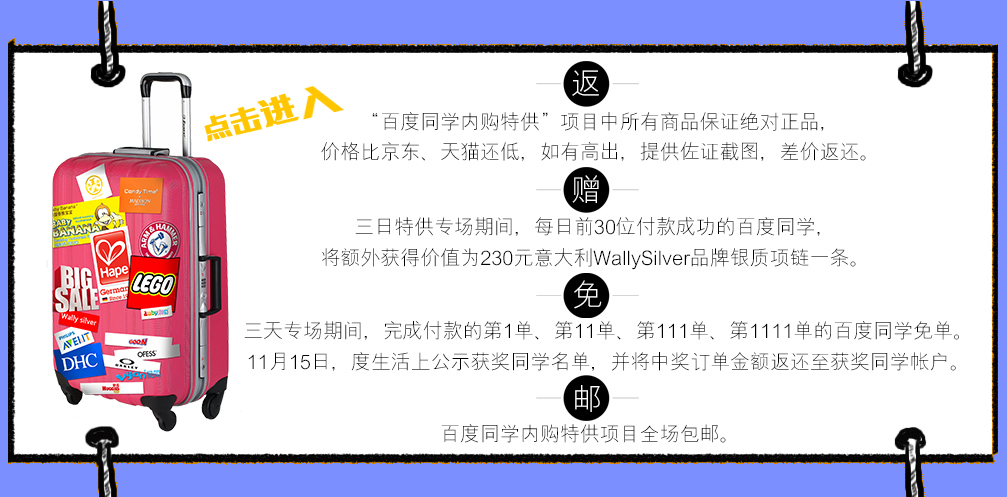 点击进入
返
“百度同学内购特供”项目中所有商品保证绝对正品，
价格比京东、天猫还低，如有高出，提供佐证截图，差价返还。
赠
三日特供专场期间，每日前30位付款成功的百度同学，
将额外获得价值为230元意大利WallySilver品牌银质项链一条。
免
三天专场期间，完成付款的第1单、第11单、第111单、第1111单的百度同学免单。
11月15日，度生活上公示获奖同学名单，并将中奖订单金额返还至获奖同学帐户。
邮
百度同学内购特供项目全场包邮。
Candy Time
BABY
BANANA
ARM & HAMMER
Hape
German
BIG
SALE
LEGO
Wally silver
PHILIPS
AVENT
OFESS
DHC